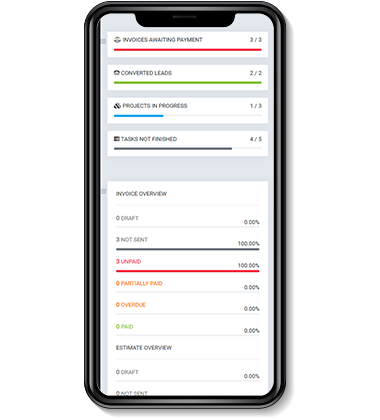 INVOICES AWAITING PAYMENT 3 / 3
CONVERTED LEADS 2 / 2
PROJECTS IN PROGRESS 1 / 3
TASKS NOT FINISHED 4 / 5
INVOICE OVERVIEW
0 DRAFT 0.00%
3 NOT SENT 100.00%
3 UNPAID 100.00%
0 PARTIALLY PAID 0.00%
0 OVERDUE 0.00%
0 PAID 0.00%
ESTIMATE OVERVIEW
0 DRAFT 0.00%
0 NOT SENT 0.00%